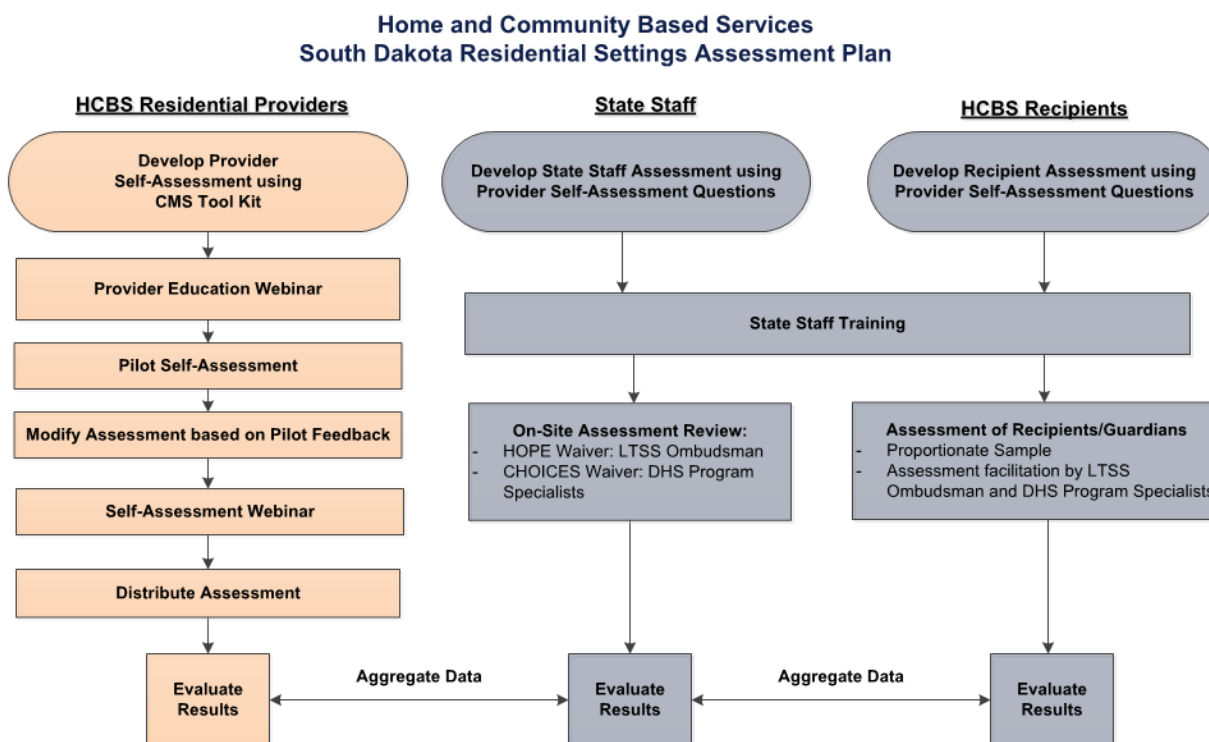 Home and Community Based Services
South Dakota Residential Settings Assessment Plan
HCBS Residential Providers
Develop Provider
Self-Assessment using
CMS Tool Kit
Provider Education Webinar
Pilot Self-Assessment
Modify Assessment based on Pilot Feedback
Self-Assessment Webinar
Distribute Assessment
Evaluate
Results
Aggregate Data
State Staff
Develop State Staff Assessment using
Provider Self-Assessment Questions
State Staff Training
On-Site Assessment Review:
- HOPE Waiver: LTSS Ombudsman
- CHOICES Waiver: DHS Program
Specialists
Evaluate
Results
Aggregate Data
HCBS Recipients
Develop Recipient Assessment using
Provider Self-Assessment Questions
Assessment of Recipients/Guardians
- Proportionate Sample
- Assessment facilitation by LTSS
Ombudsman and DHS Program Specialists
Evaluate
Results